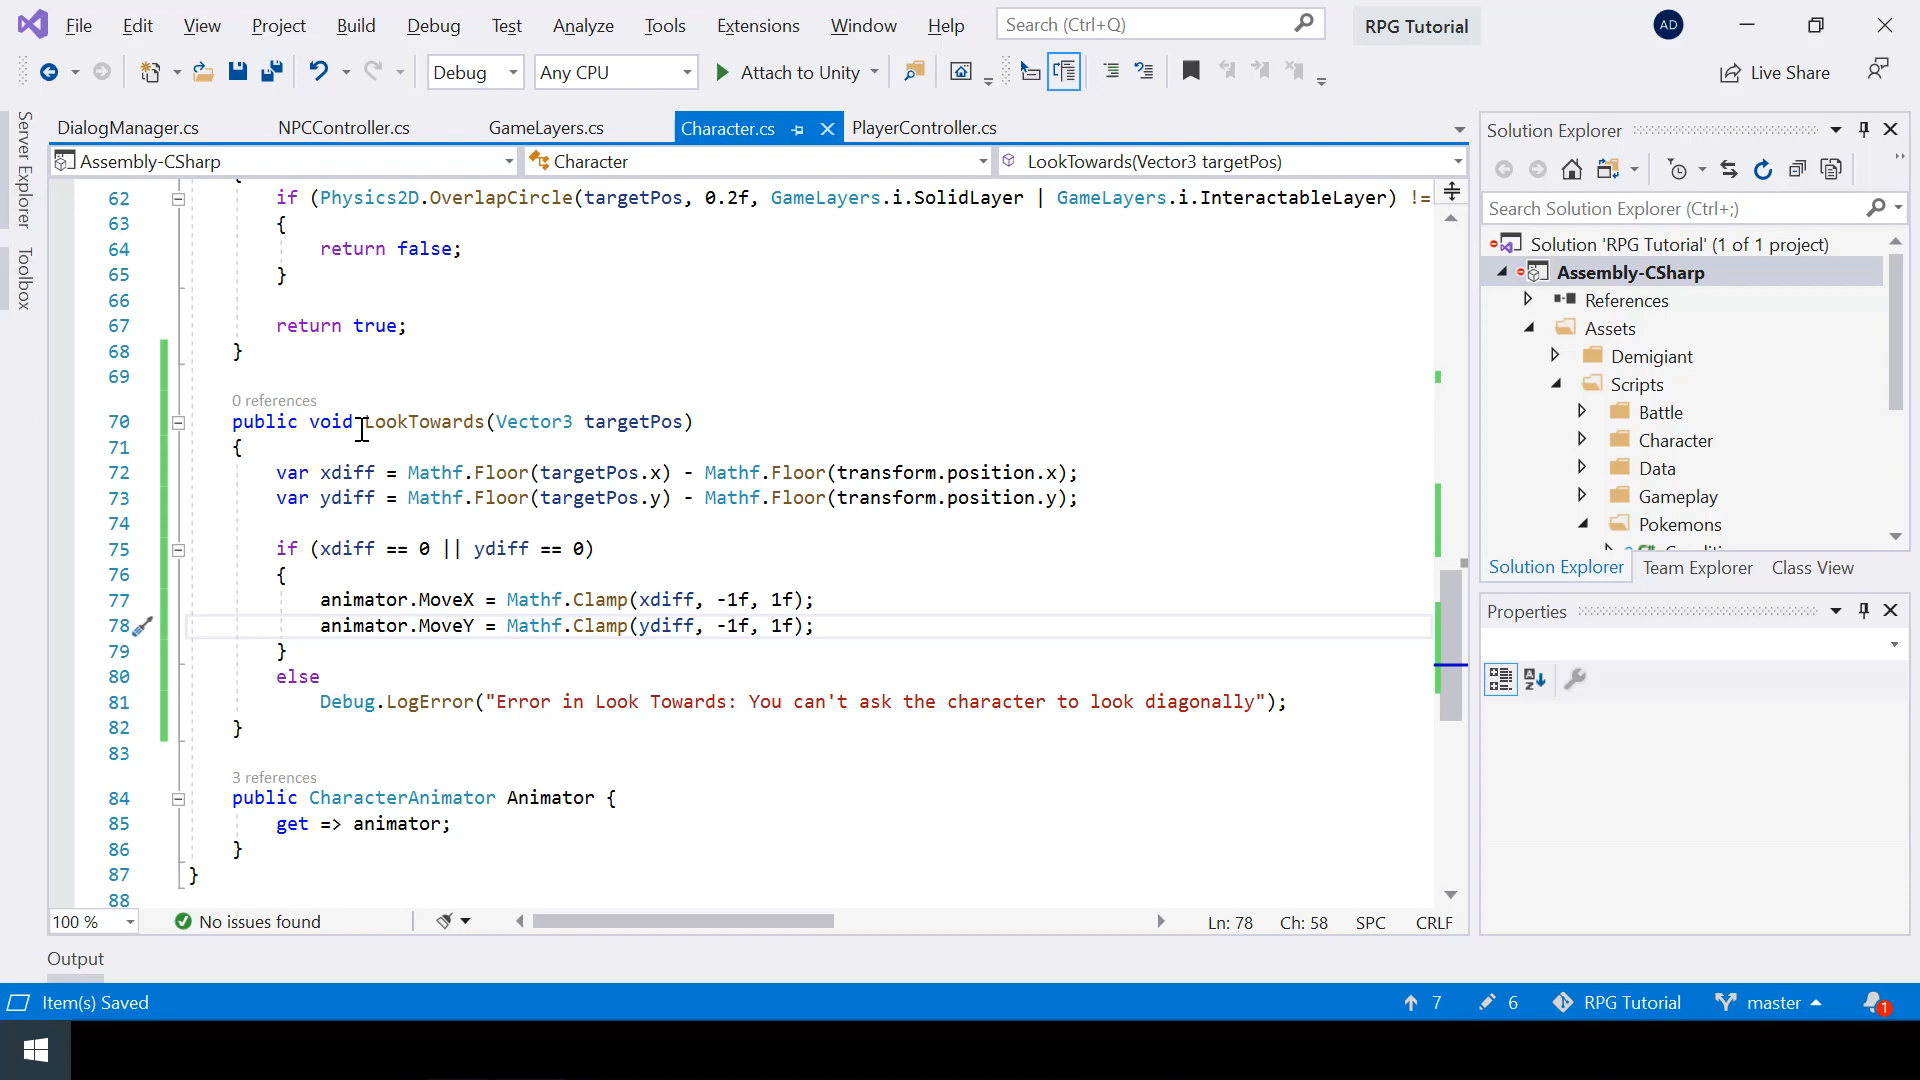 File Edit View Project Build Debug Test Analyze Tools Extensions Window Help Search (Ctrl+Q) RPG Tutorial AD
Debug Any CPU Attach to Unity Live Share
Server Explorer
Toolbox
DialogManager.cs NPCController.cs GameLayers.cs Character.cs PlayerController.cs
Assembly-CSharp Character LookTowards(Vector3 targetPos)
62 if (Physics2D.OverlapCircle(targetPos, 0.2f, GameLayers.i.SolidLayer | GameLayers.i.InteractableLayer) !=
63 {
64 return false;
65 }
66
67 return true;
68 }
69
0 references
70 public void LookTowards(Vector3 targetPos)
71 {
72 var xdiff = Mathf.Floor(targetPos.x) - Mathf.Floor(transform.position.x);
73 var ydiff = Mathf.Floor(targetPos.y) - Mathf.Floor(transform.position.y);
74
75 if (xdiff == 0 || ydiff == 0)
76 {
77 animator.MoveX = Mathf.Clamp(xdiff, -1f, 1f);
78 animator.MoveY = Mathf.Clamp(ydiff, -1f, 1f);
79 }
80 else
81 Debug.LogError("Error in Look Towards: You can't ask the character to look diagonally");
82 }
83
3 references
84 public CharacterAnimator Animator {
85 get => animator;
86 }
87 }
88
100 % No issues found Ln: 78 Ch: 58 SPC CRLF
Output
Item(s) Saved 7 6 RPG Tutorial master 1
Solution Explorer
Search Solution Explorer (Ctrl+;)
Solution 'RPG Tutorial' (1 of 1 project)
Assembly-CSharp
References
Assets
Demigiant
Scripts
Battle
Character
Data
Gameplay
Pokemons
Solution Explorer Team Explorer Class View
Properties